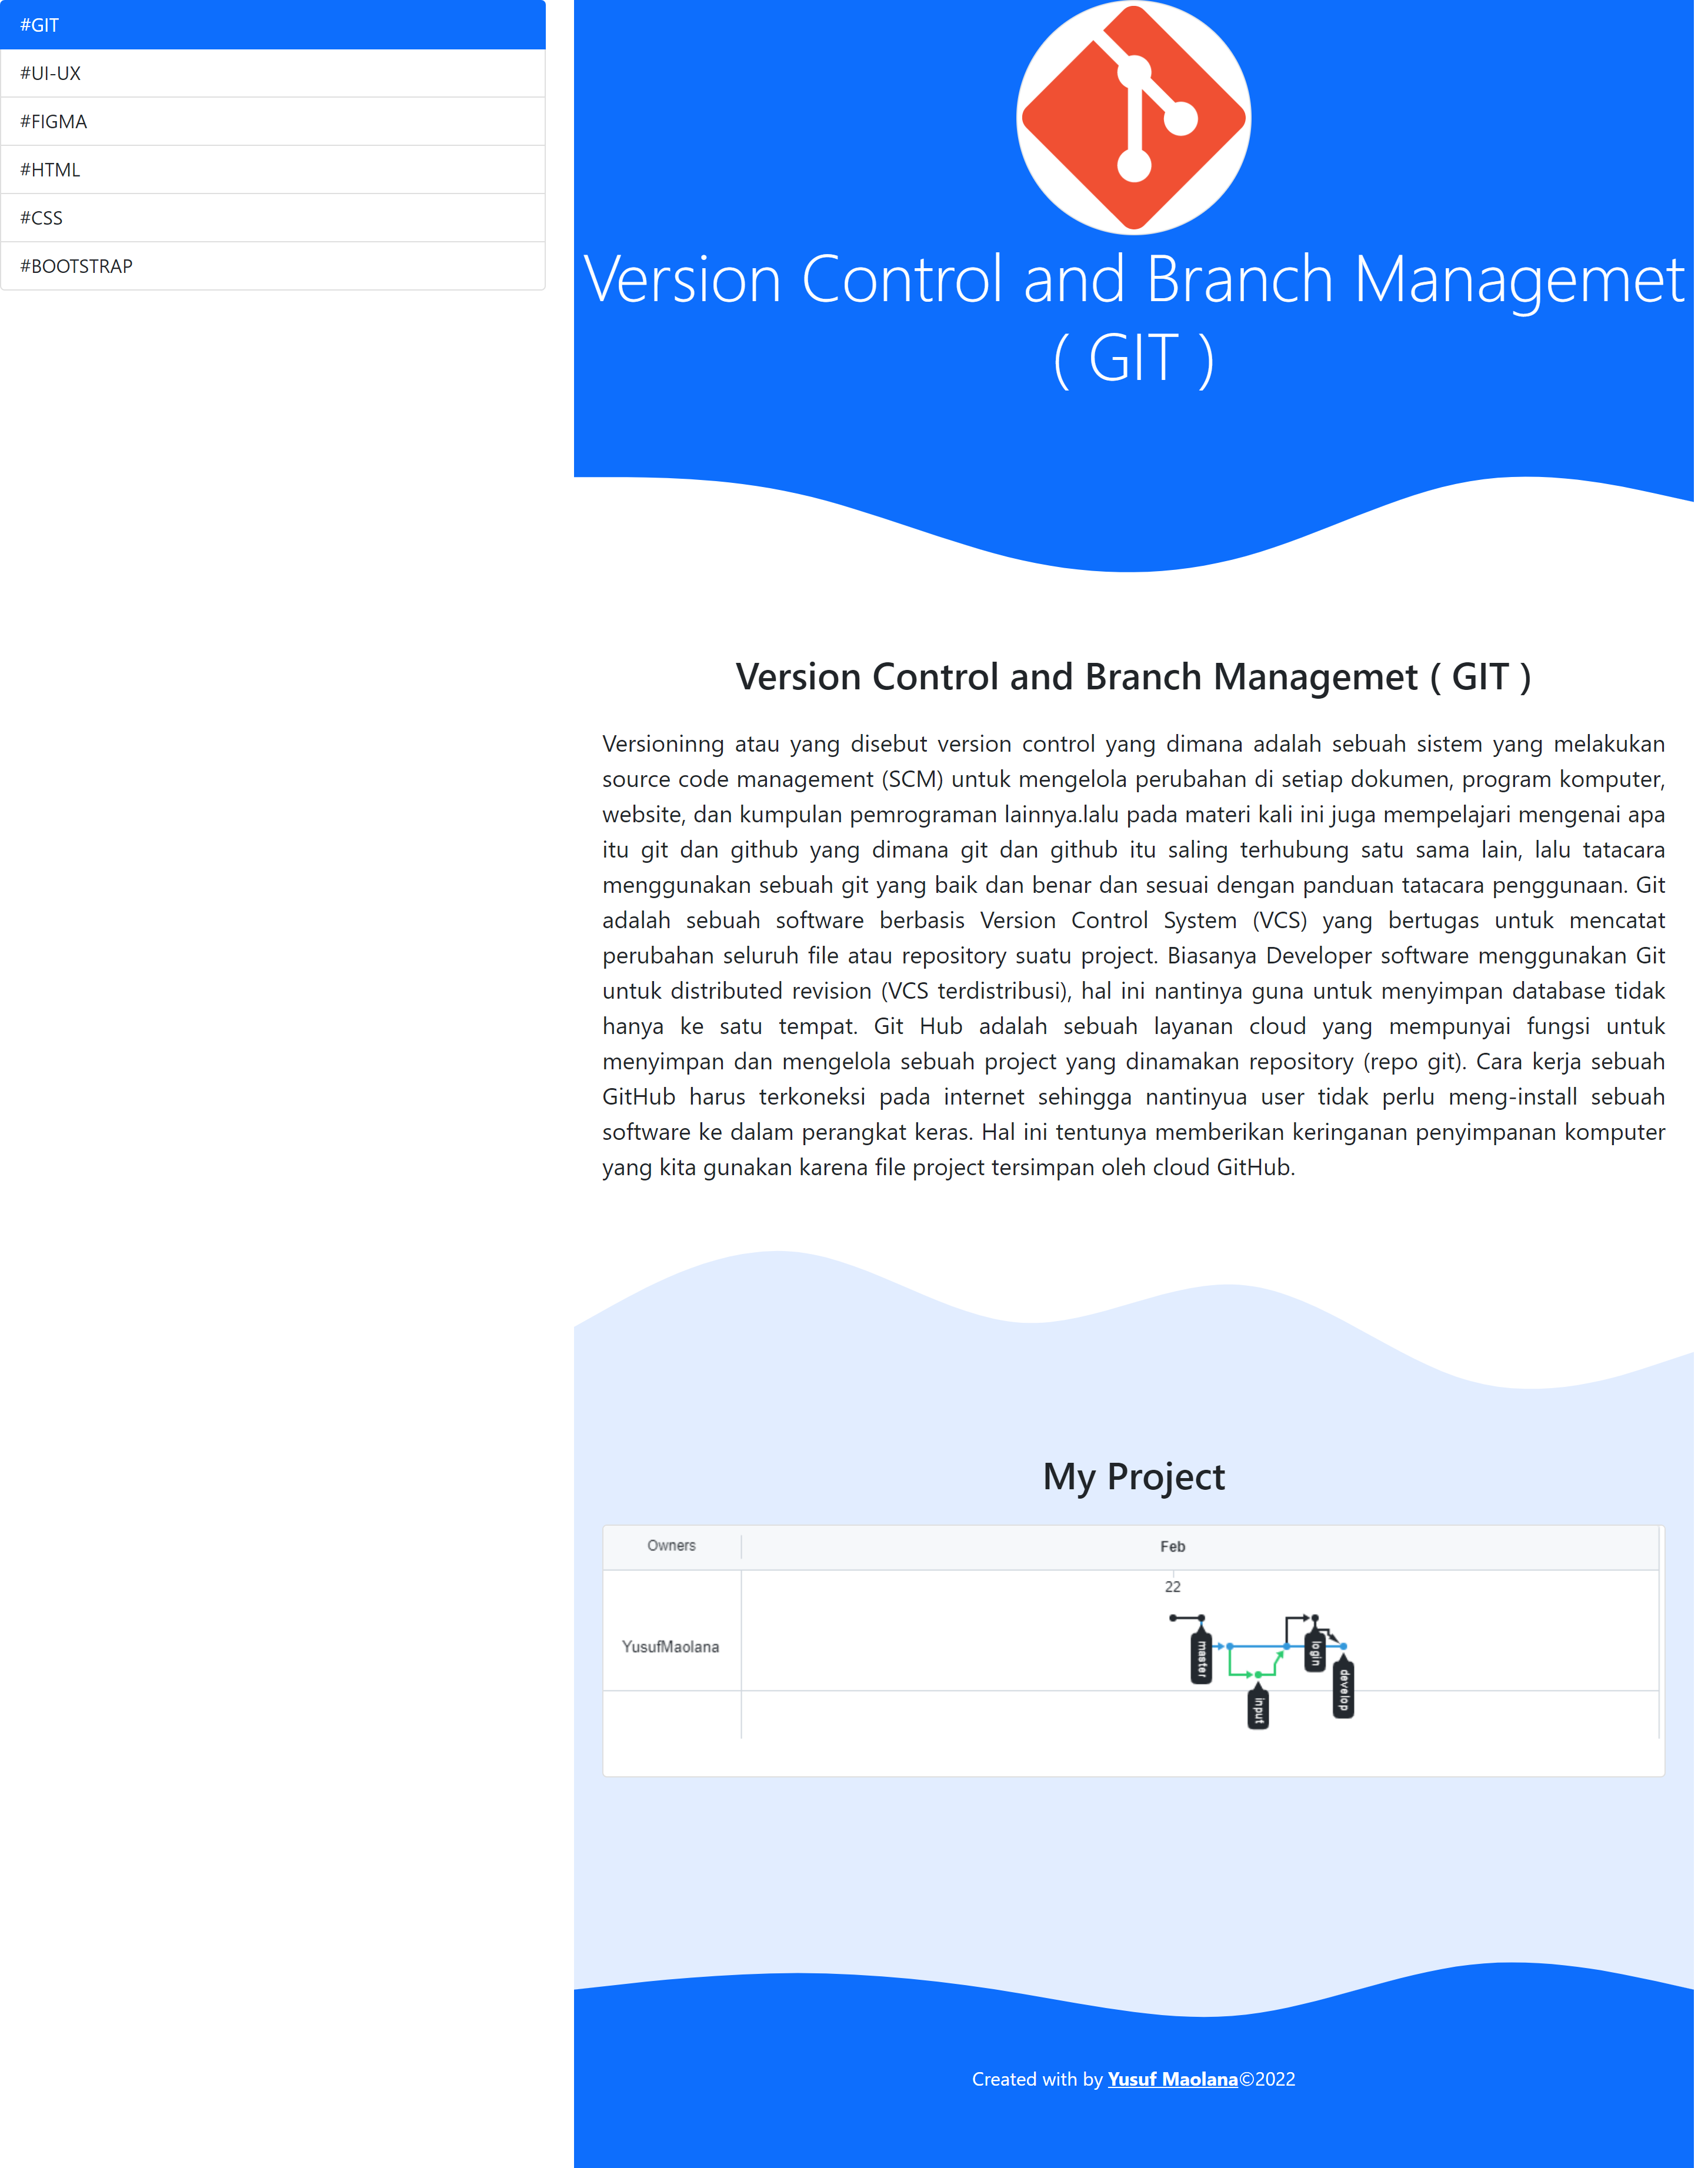 #GIT
#UI-UX
#FIGMA
#HTML
#CSS
#BOOTSTRAP
Version Control and Branch Managemet
( GIT )
Version Control and Branch Managemet ( GIT )
Versioninng atau yang disebut version control yang dimana adalah sebuah sistem yang melakukan
source code management (SCM) untuk mengelola perubahan di setiap dokumen, program komputer,
website, dan kumpulan pemrograman lainnya.lalu pada materi kali ini juga mempelajari mengenai apa
itu git dan github yang dimana git dan github itu saling terhubung satu sama lain, lalu tatacara
menggunakan sebuah git yang baik dan benar dan sesuai dengan panduan tatacara penggunaan. Git
adalah sebuah software berbasis Version Control System (VCS) yang bertugas untuk mencatat
perubahan seluruh file atau repository suatu project. Biasanya Developer software menggunakan Git
untuk distributed revision (VCS terdistribusi), hal ini nantinya guna untuk menyimpan database tidak
hanya ke satu tempat. Git Hub adalah sebuah layanan cloud yang mempunyai fungsi untuk
menyimpan dan mengelola sebuah project yang dinamakan repository (repo git). Cara kerja sebuah
GitHub harus terkoneksi pada internet sehingga nantinyua user tidak perlu meng-install sebuah
software ke dalam perangkat keras. Hal ini tentunya memberikan keringanan penyimpanan komputer
yang kita gunakan karena file project tersimpan oleh cloud GitHub.
My Project
Owners
Feb
22
YusufMaolana
master
login
develop
input
Created with by Yusuf Maolana©2022